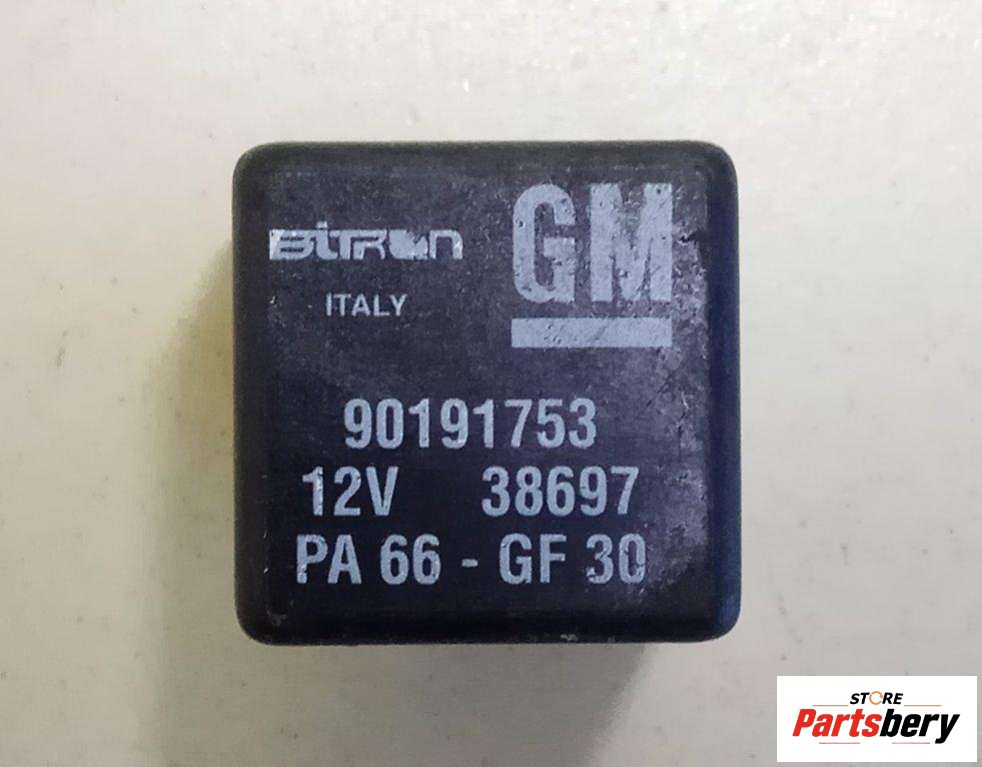 BITRON
GM
ITALY
90191753
12V 38697
PA 66 - GF 30
STORE
Partsbery